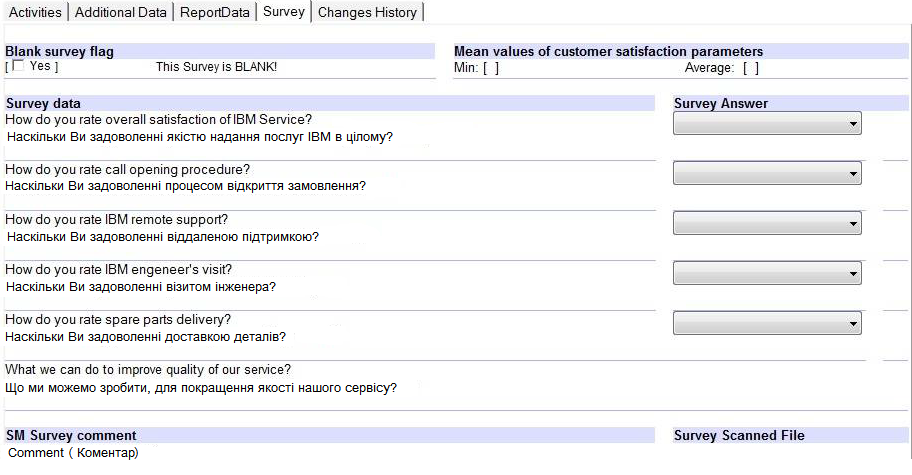 Activities Additional Data ReportData Survey Changes History
Blank survey flag Mean values of customer satisfaction parameters
[ Yes ] This Survey is BLANK! Min: [ ] Average: [ ]
Survey data Survey Answer
How do you rate overall satisfaction of IBM Service?
Наскільки Ви задоволенні якістю надання послуг IBM в цілому?
How do you rate call opening procedure?
Наскільки Ви задоволенні процесом відкриття замовлення?
How do you rate IBM remote support?
Наскільки Ви задоволенні віддаленою підтримкою?
How do you rate IBM engeneer's visit?
Наскільки Ви задоволенні візитом інженера?
How do you rate spare parts delivery?
Наскільки Ви задоволенні доставкою деталів?
What we can do to improve quality of our service?
Що ми можемо зробити, для покращення якості нашого сервісу?
SM Survey comment Survey Scanned File
Comment ( Коментар)